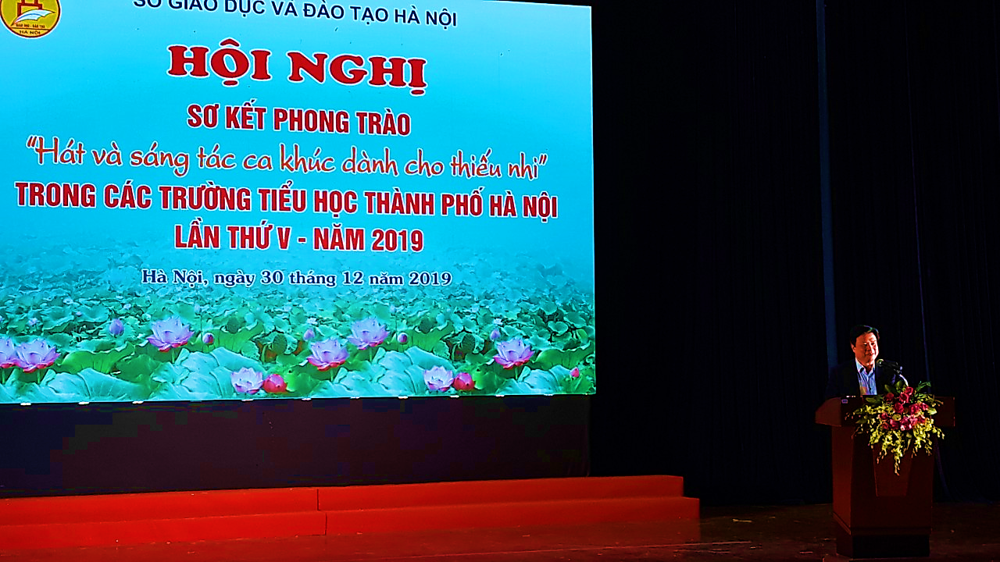 SỞ GIÁO DỤC VÀ ĐÀO TẠO HÀ NỘI
HỘI NGHỊ
SƠ KẾT PHONG TRÀO
"Hát và sáng tác ca khúc dành cho thiếu nhi"
TRONG CÁC TRƯỜNG TIỂU HỌC THÀNH PHỐ HÀ NỘI
LẦN THỨ V - NĂM 2019
Hà Nội, ngày 30 tháng 12 năm 2019
HÀ NỘI